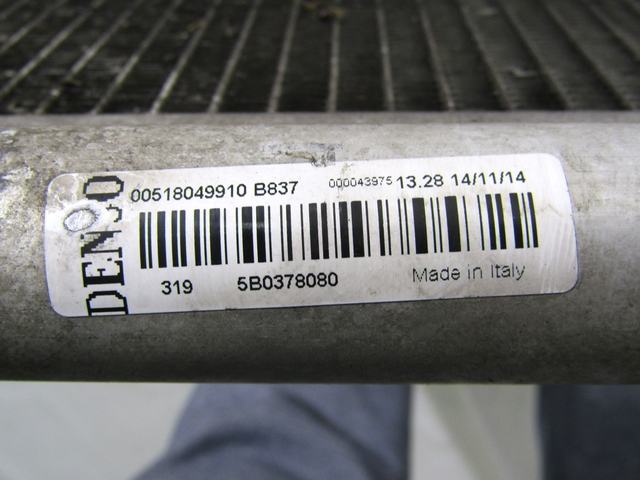 DENSO
00518049910 B837 000043975 13.28 14/11/14
319 5B0378080 Made in Italy